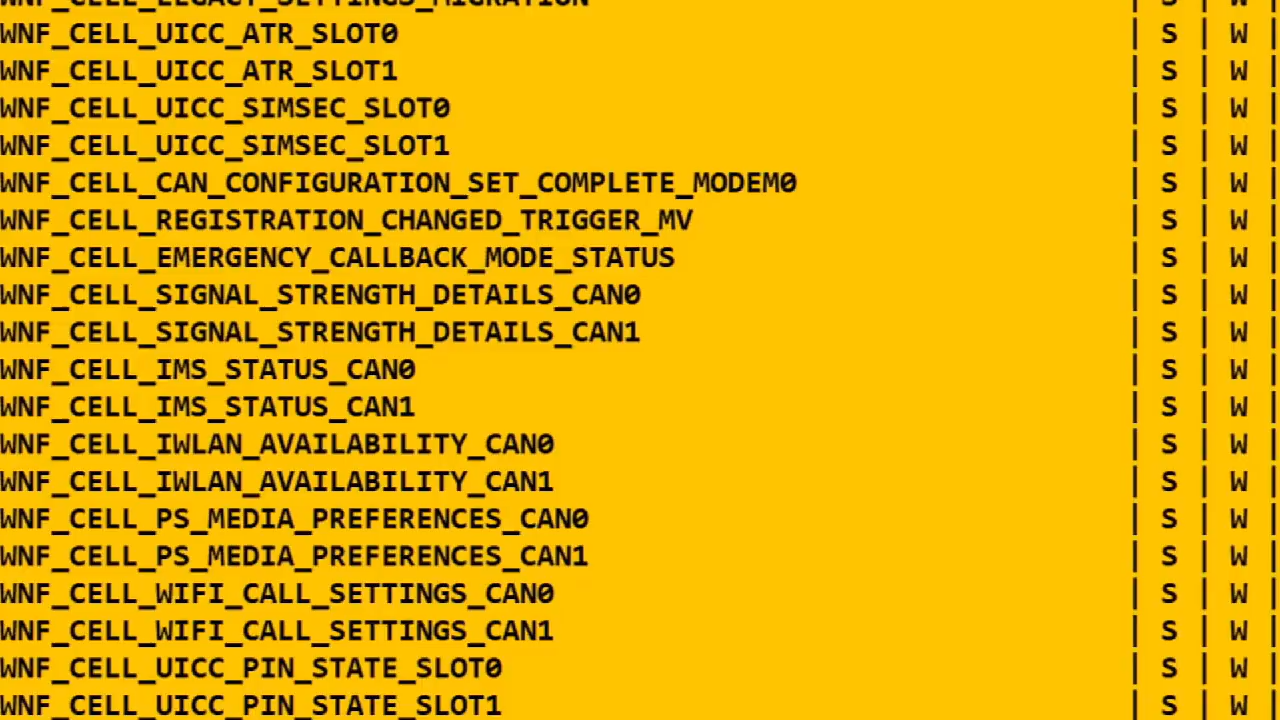 WNF_CELL_LEGACY_SETTINGS_MIGRATION | S | W |
WNF_CELL_UICC_ATR_SLOT0 | S | W |
WNF_CELL_UICC_ATR_SLOT1 | S | W |
WNF_CELL_UICC_SIMSEC_SLOT0 | S | W |
WNF_CELL_UICC_SIMSEC_SLOT1 | S | W |
WNF_CELL_CAN_CONFIGURATION_SET_COMPLETE_MODEM0 | S | W |
WNF_CELL_REGISTRATION_CHANGED_TRIGGER_MV | S | W |
WNF_CELL_EMERGENCY_CALLBACK_MODE_STATUS | S | W |
WNF_CELL_SIGNAL_STRENGTH_DETAILS_CAN0 | S | W |
WNF_CELL_SIGNAL_STRENGTH_DETAILS_CAN1 | S | W |
WNF_CELL_IMS_STATUS_CAN0 | S | W |
WNF_CELL_IMS_STATUS_CAN1 | S | W |
WNF_CELL_IWLAN_AVAILABILITY_CAN0 | S | W |
WNF_CELL_IWLAN_AVAILABILITY_CAN1 | S | W |
WNF_CELL_PS_MEDIA_PREFERENCES_CAN0 | S | W |
WNF_CELL_PS_MEDIA_PREFERENCES_CAN1 | S | W |
WNF_CELL_WIFI_CALL_SETTINGS_CAN0 | S | W |
WNF_CELL_WIFI_CALL_SETTINGS_CAN1 | S | W |
WNF_CELL_UICC_PIN_STATE_SLOT0 | S | W |
WNF_CELL_UICC_PIN_STATE_SLOT1 | S | W |